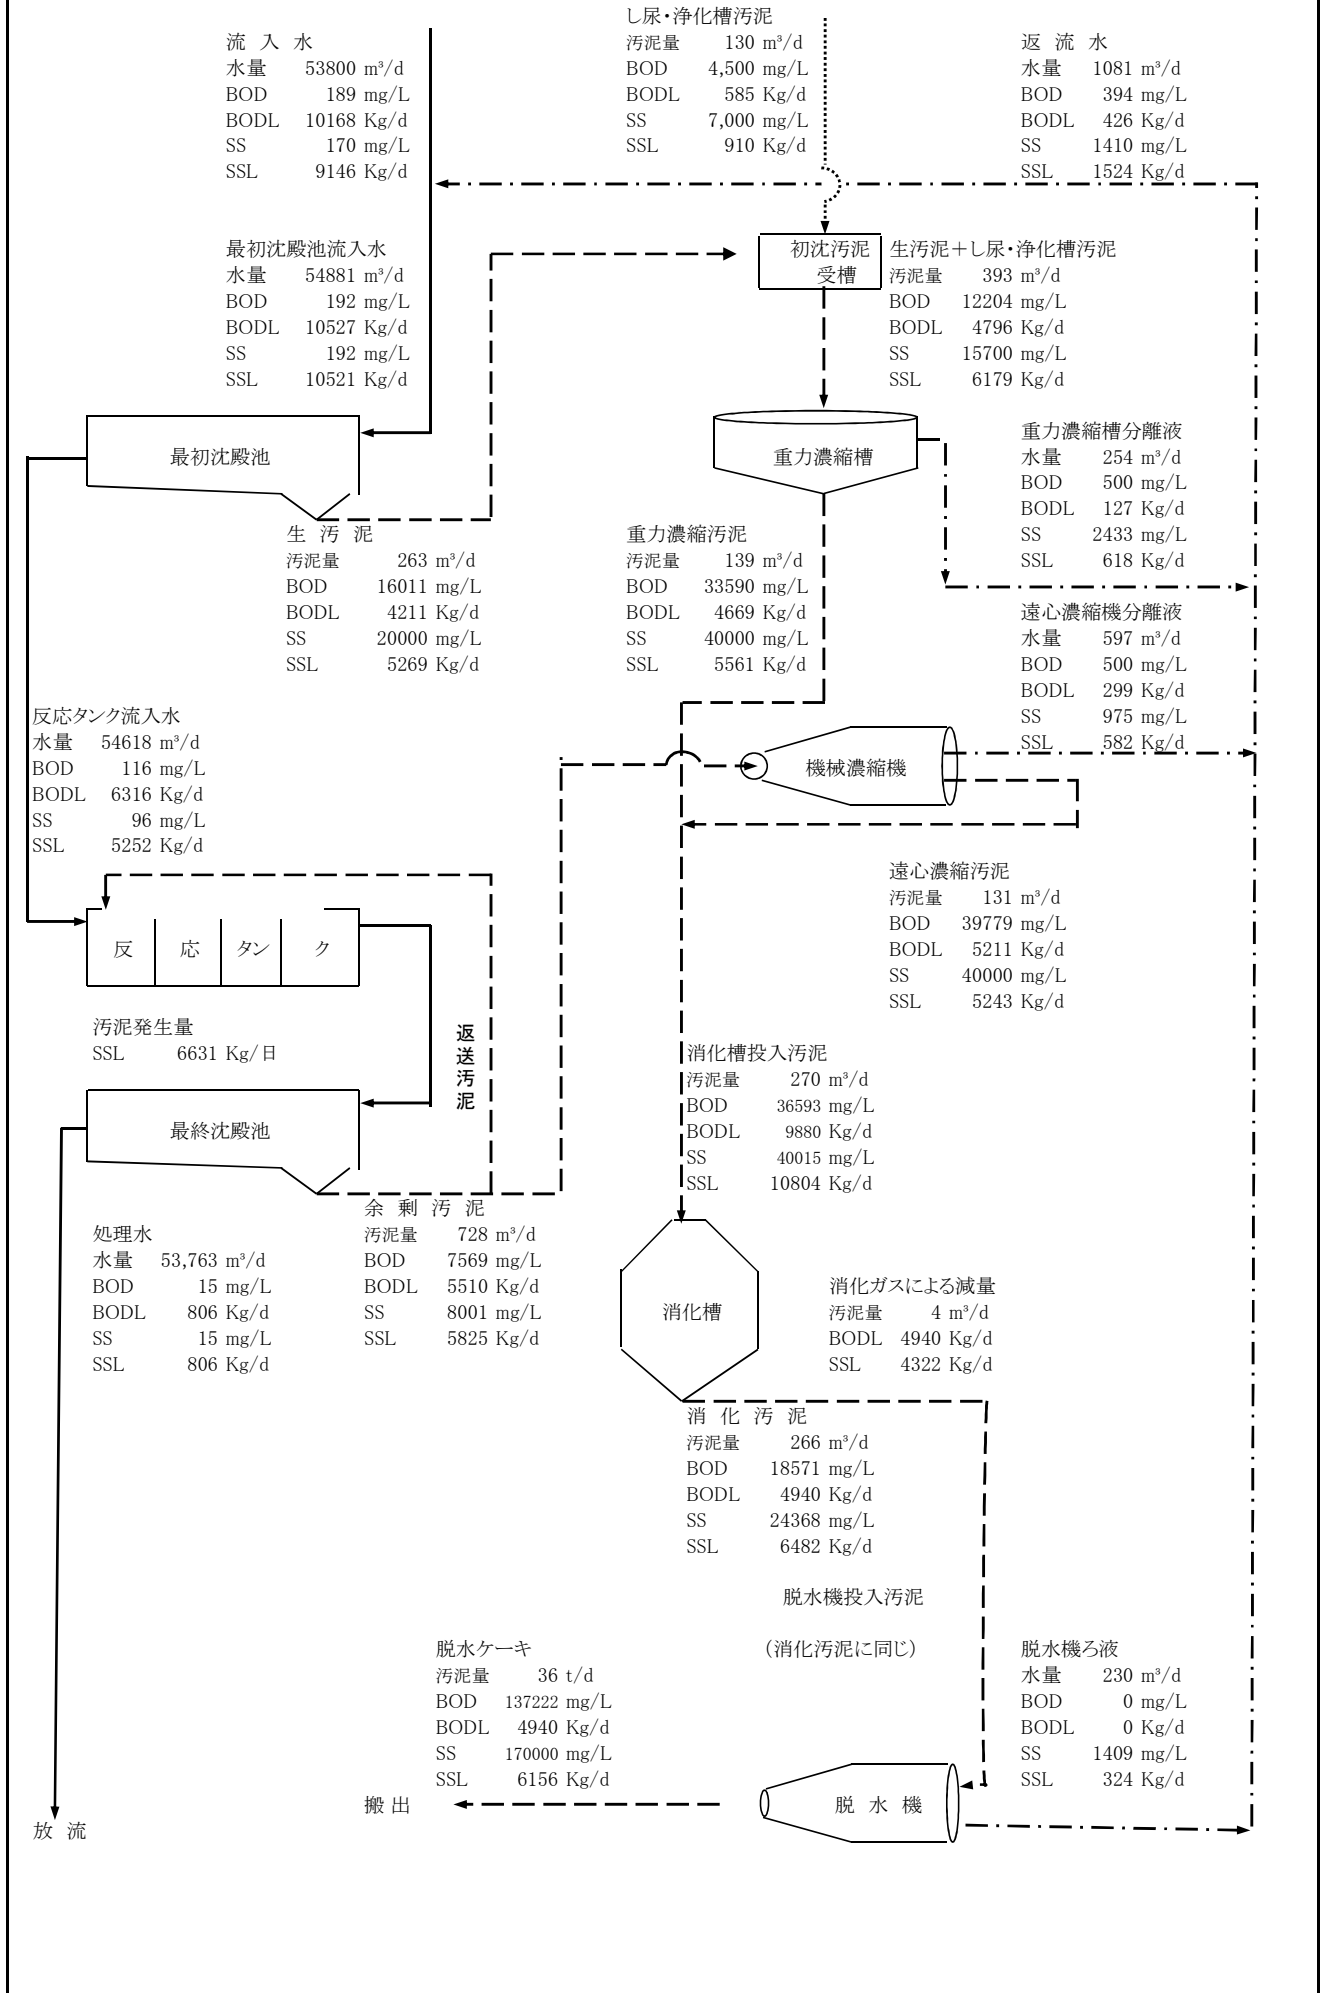 し尿・浄化槽汚泥
汚泥量 130 m³/d
BOD 4,500 mg/L
BODL 585 Kg/d
SS 7,000 mg/L
SSL 910 Kg/d
流 入 水
水量 53800 m³/d
BOD 189 mg/L
BODL 10168 Kg/d
SS 170 mg/L
SSL 9146 Kg/d
返 流 水
水量 1081 m³/d
BOD 394 mg/L
BODL 426 Kg/d
SS 1410 mg/L
SSL 1524 Kg/d
最初沈殿池流入水
水量 54881 m³/d
BOD 192 mg/L
BODL 10527 Kg/d
SS 192 mg/L
SSL 10521 Kg/d
初沈汚泥
受槽
生汚泥＋し尿・浄化槽汚泥
汚泥量 393 m³/d
BOD 12204 mg/L
BODL 4796 Kg/d
SS 15700 mg/L
SSL 6179 Kg/d
最初沈殿池
重力濃縮槽
重力濃縮槽分離液
水量 254 m³/d
BOD 500 mg/L
BODL 127 Kg/d
SS 2433 mg/L
SSL 618 Kg/d
生 汚 泥
汚泥量 263 m³/d
BOD 16011 mg/L
BODL 4211 Kg/d
SS 20000 mg/L
SSL 5269 Kg/d
重力濃縮汚泥
汚泥量 139 m³/d
BOD 33590 mg/L
BODL 4669 Kg/d
SS 40000 mg/L
SSL 5561 Kg/d
遠心濃縮機分離液
水量 597 m³/d
BOD 500 mg/L
BODL 299 Kg/d
SS 975 mg/L
SSL 582 Kg/d
反応タンク流入水
水量 54618 m³/d
BOD 116 mg/L
BODL 6316 Kg/d
SS 96 mg/L
SSL 5252 Kg/d
機械濃縮機
遠心濃縮汚泥
汚泥量 131 m³/d
BOD 39779 mg/L
BODL 5211 Kg/d
SS 40000 mg/L
SSL 5243 Kg/d
反 応 タン ク
汚泥発生量
SSL 6631 Kg/日
返送汚泥
消化槽投入汚泥
汚泥量 270 m³/d
BOD 36593 mg/L
BODL 9880 Kg/d
SS 40015 mg/L
SSL 10804 Kg/d
最終沈殿池
余 剰 汚 泥
汚泥量 728 m³/d
BOD 7569 mg/L
BODL 5510 Kg/d
SS 8001 mg/L
SSL 5825 Kg/d
処理水
水量 53,763 m³/d
BOD 15 mg/L
BODL 806 Kg/d
SS 15 mg/L
SSL 806 Kg/d
消化槽
消化ガスによる減量
汚泥量 4 m³/d
BODL 4940 Kg/d
SSL 4322 Kg/d
消 化 汚 泥
汚泥量 266 m³/d
BOD 18571 mg/L
BODL 4940 Kg/d
SS 24368 mg/L
SSL 6482 Kg/d
脱水機投入汚泥
（消化汚泥に同じ）
脱水ケーキ
汚泥量 36 t/d
BOD 137222 mg/L
BODL 4940 Kg/d
SS 170000 mg/L
SSL 6156 Kg/d
脱水機ろ液
水量 230 m³/d
BOD 0 mg/L
BODL 0 Kg/d
SS 1409 mg/L
SSL 324 Kg/d
搬 出
脱 水 機
放 流